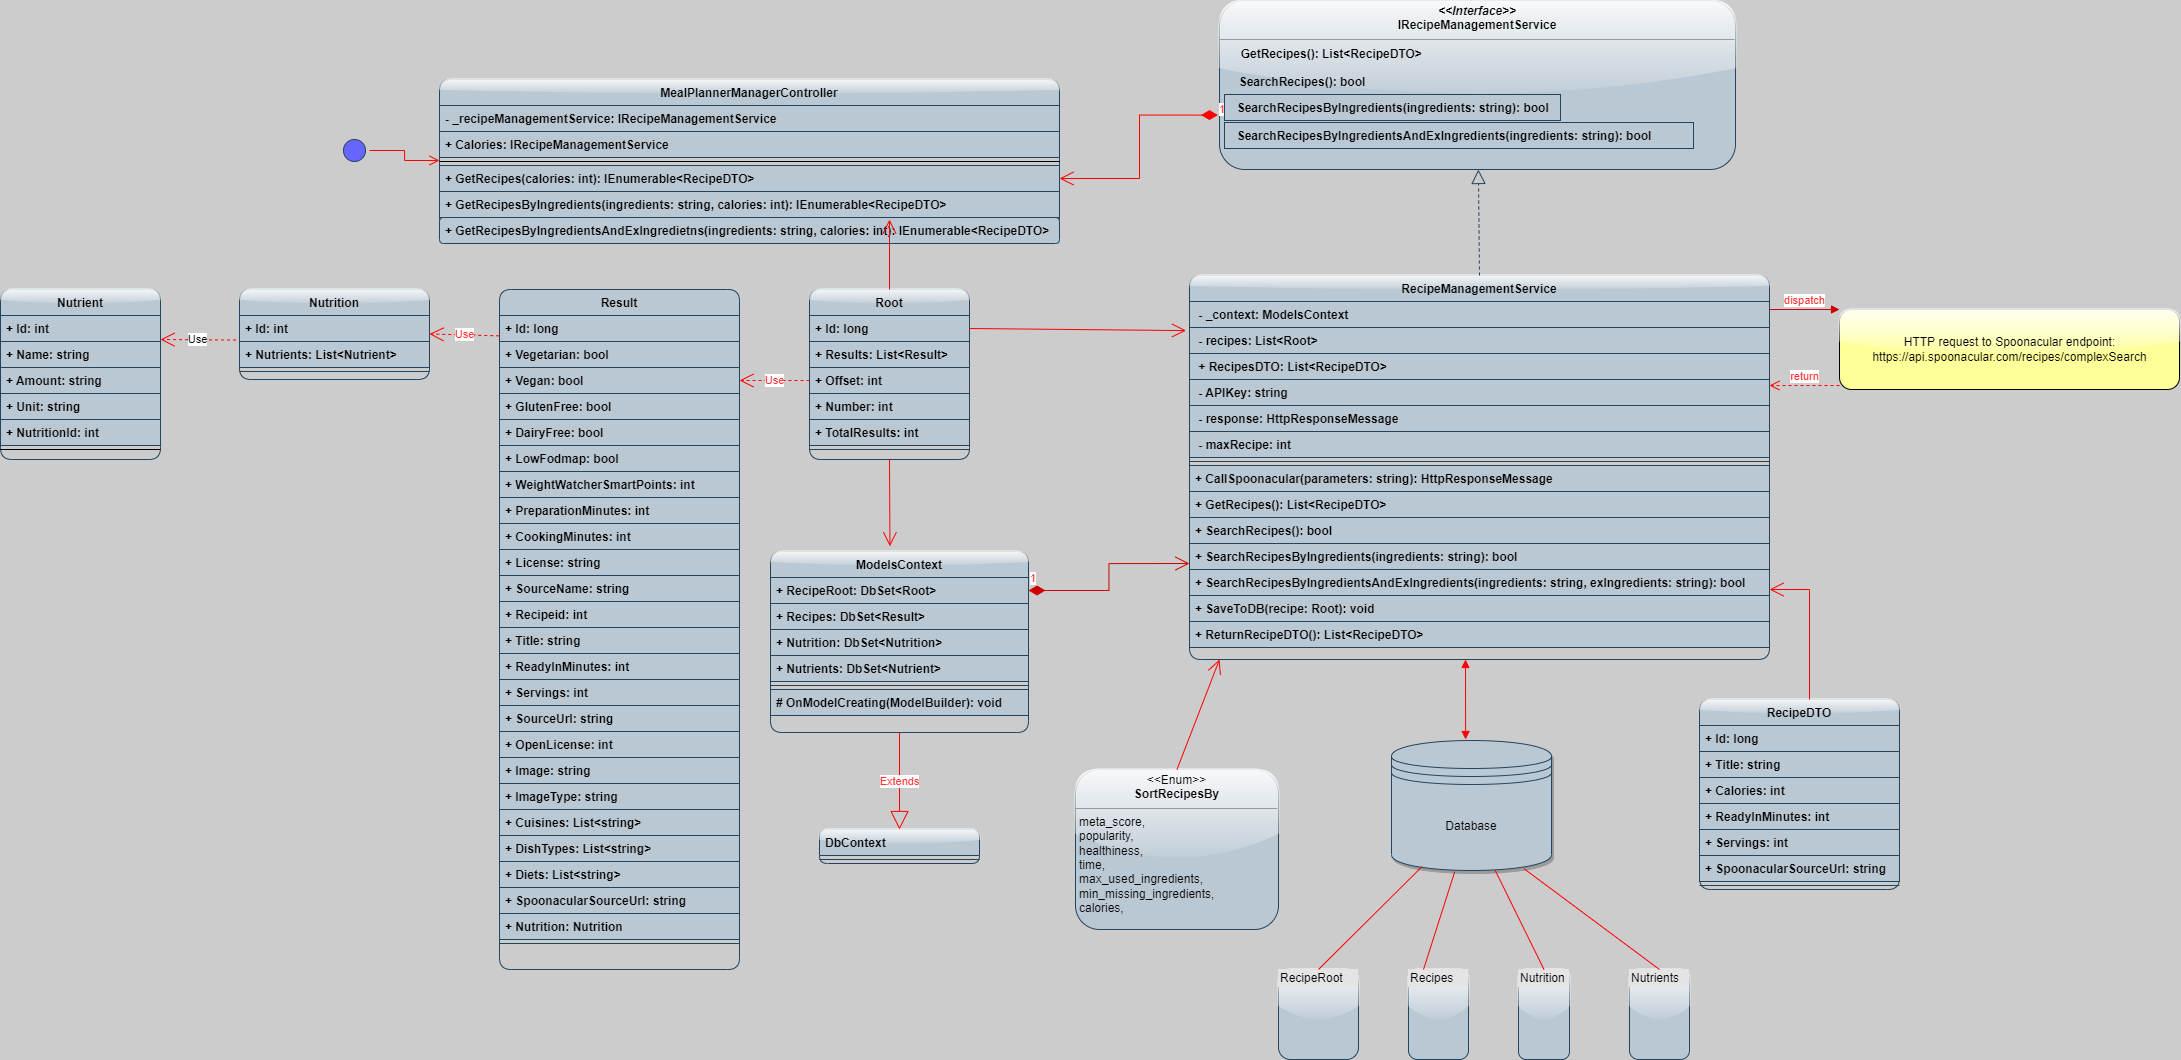 <<Interface>>
IRecipeManagementService
GetRecipes(): List<RecipeDTO>
SearchRecipes(): bool
SearchRecipesByIngredients(ingredients: string): bool
SearchRecipesByIngredientsAndExIngredients(ingredients: string): bool
1
MealPlannerManagerController
- _recipeManagementService: IRecipeManagementService
+ Calories: IRecipeManagementService
+ GetRecipes(calories: int): IEnumerable<RecipeDTO>
+ GetRecipesByIngredients(ingredients: string, calories: int): IEnumerable<RecipeDTO>
+ GetRecipesByIngredientsAndExIngredietns(ingredients: string, calories: int): IEnumerable<RecipeDTO>
Nutrient
+ Id: int
+ Name: string
+ Amount: string
+ Unit: string
+ NutritionId: int
Use
Nutrition
+ Id: int
+ Nutrients: List<Nutrient>
Use
Result
+ Id: long
+ Vegetarian: bool
+ Vegan: bool
+ GlutenFree: bool
+ DairyFree: bool
+ LowFodmap: bool
+ WeightWatcherSmartPoints: int
+ PreparationMinutes: int
+ CookingMinutes: int
+ License: string
+ SourceName: string
+ Recipeid: int
+ Title: string
+ ReadyInMinutes: int
+ Servings: int
+ SourceUrl: string
+ OpenLicense: int
+ Image: string
+ ImageType: string
+ Cuisines: List<string>
+ DishTypes: List<string>
+ Diets: List<string>
+ SpoonacularSourceUrl: string
+ Nutrition: Nutrition
Use
Root
+ Id: long
+ Results: List<Result>
+ Offset: int
+ Number: int
+ TotalResults: int
ModelsContext
+ RecipeRoot: DbSet<Root>
+ Recipes: DbSet<Result>
+ Nutrition: DbSet<Nutrition>
+ Nutrients: DbSet<Nutrient>
# OnModelCreating(ModelBuilder): void
1
Extends
DbContext
RecipeManagementService
- _context: ModelsContext
- recipes: List<Root>
+ RecipesDTO: List<RecipeDTO>
- APIKey: string
- response: HttpResponseMessage
- maxRecipe: int
+ CallSpoonacular(parameters: string): HttpResponseMessage
+ GetRecipes(): List<RecipeDTO>
+ SearchRecipes(): bool
+ SearchRecipesByIngredients(ingredients: string): bool
+ SearchRecipesByIngredientsAndExIngredients(ingredients: string, exIngredients: string): bool
+ SaveToDB(recipe: Root): void
+ ReturnRecipeDTO(): List<RecipeDTO>
dispatch
HTTP request to Spoonacular endpoint:
https://api.spoonacular.com/recipes/complexSearch
return
RecipeDTO
+ Id: long
+ Title: string
+ Calories: int
+ ReadyInMinutes: int
+ Servings: int
+ SpoonacularSourceUrl: string
<<Enum>>
SortRecipesBy
meta_score,
popularity,
healthiness,
time,
max_used_ingredients,
min_missing_ingredients,
calories,
Database
RecipeRoot
Recipes
Nutrition
Nutrients